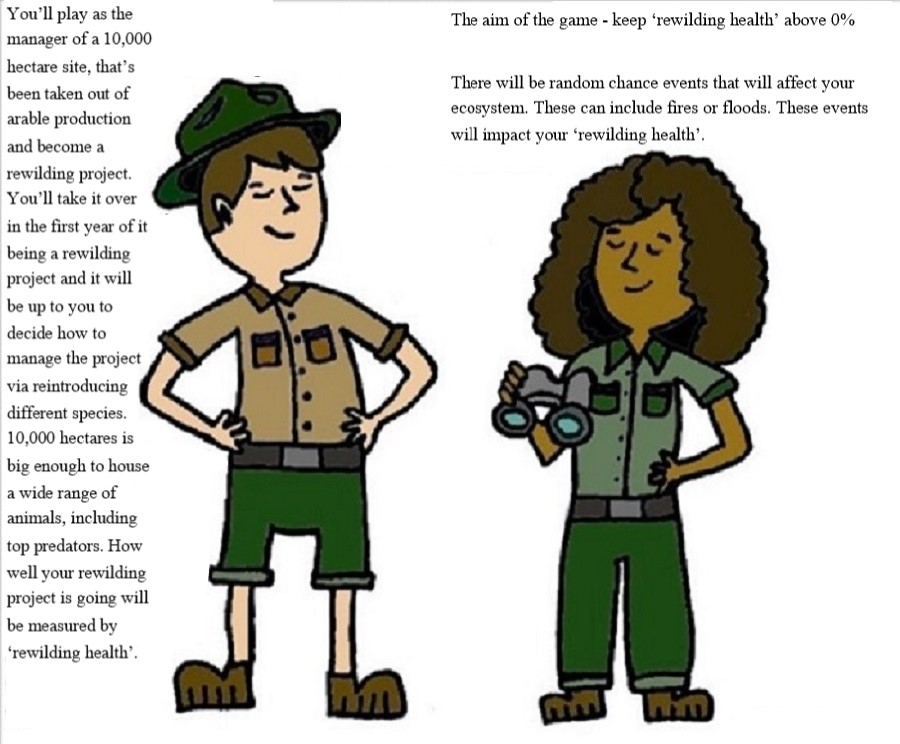 You’ll play as the
manager of a 10,000
hectare site, that’s
been taken out of
arable production
and become a
rewilding project.
You’ll take it over
in the first year of it
being a rewilding
project and it will
be up to you to
decide how to
manage the project
via reintroducing
different species.
10,000 hectares is
big enough to house
a wide range of
animals, including
top predators. How
well your rewilding
project is going will
be measured by
‘rewilding health’.
The aim of the game - keep ‘rewilding health’ above 0%
There will be random chance events that will affect your
ecosystem. These can include fires or floods. These events
will impact your ‘rewilding health’.